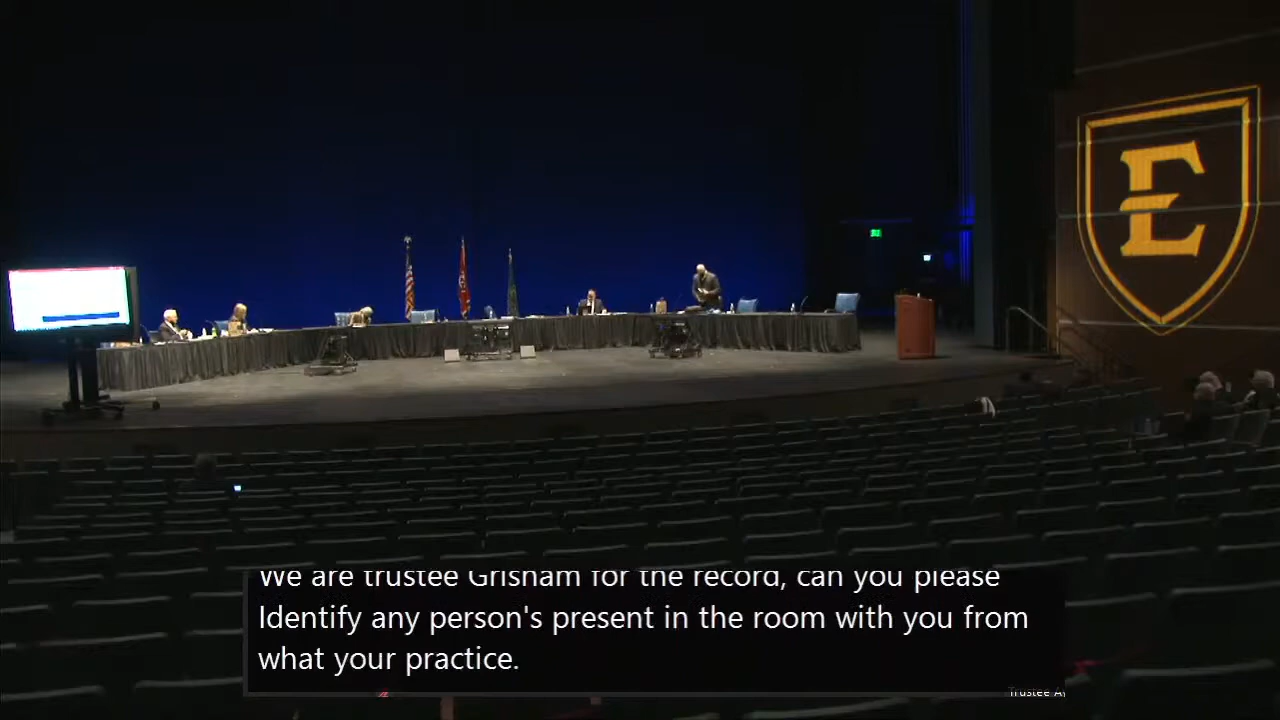 E
We are trustee Grisham for the record, can you please
Identify any person's present in the room with you from
what your practice.
Trustee A